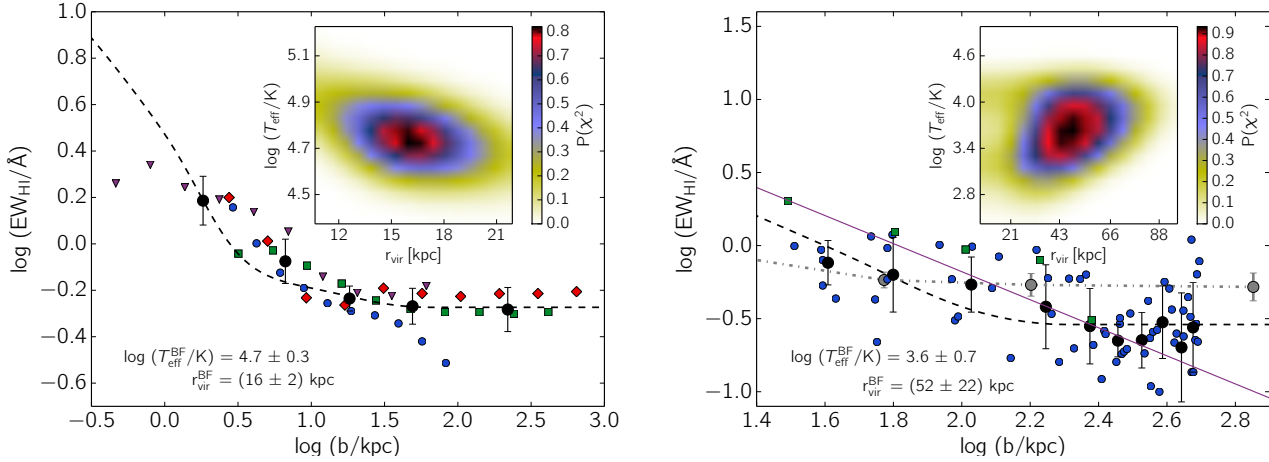 1.0
0.8
0.6
0.4
0.2
0.0
−0.2
−0.4
−0.6
log (EW_HI/Å)
−0.5 0.0 0.5 1.0 1.5 2.0 2.5 3.0
log (b/kpc)
log (T_eff^BF/K) = 4.7 ± 0.3
r_vir^BF = (16 ± 2) kpc
5.1
4.9
4.7
4.5
log (T_eff/K)
12 15 18 21
r_vir [kpc]
0.8
0.7
0.6
0.5
0.4
0.3
0.2
0.1
0.0
P(χ²)
1.5
1.0
0.5
−0.0
−0.5
−1.0
log (EW_HI/Å)
1.4 1.6 1.8 2.0 2.2 2.4 2.6 2.8
log (b/kpc)
log (T_eff^BF/K) = 3.6 ± 0.7
r_vir^BF = (52 ± 22) kpc
4.6
4.0
3.4
2.8
log (T_eff/K)
21 43 66 88
r_vir [kpc]
0.9
0.8
0.7
0.6
0.5
0.4
0.3
0.2
0.1
0.0
P(χ²)